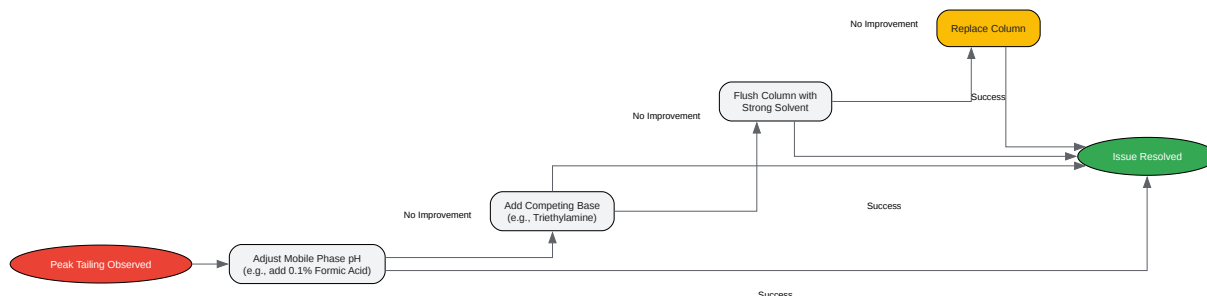 No Improvement
Replace Column
Flush Column with
Strong Solvent
Success
No Improvement
Issue Resolved
Add Competing Base
(e.g., Triethylamine)
Success
No Improvement
Peak Tailing Observed
Adjust Mobile Phase pH
(e.g., add 0.1% Formic Acid)
Success